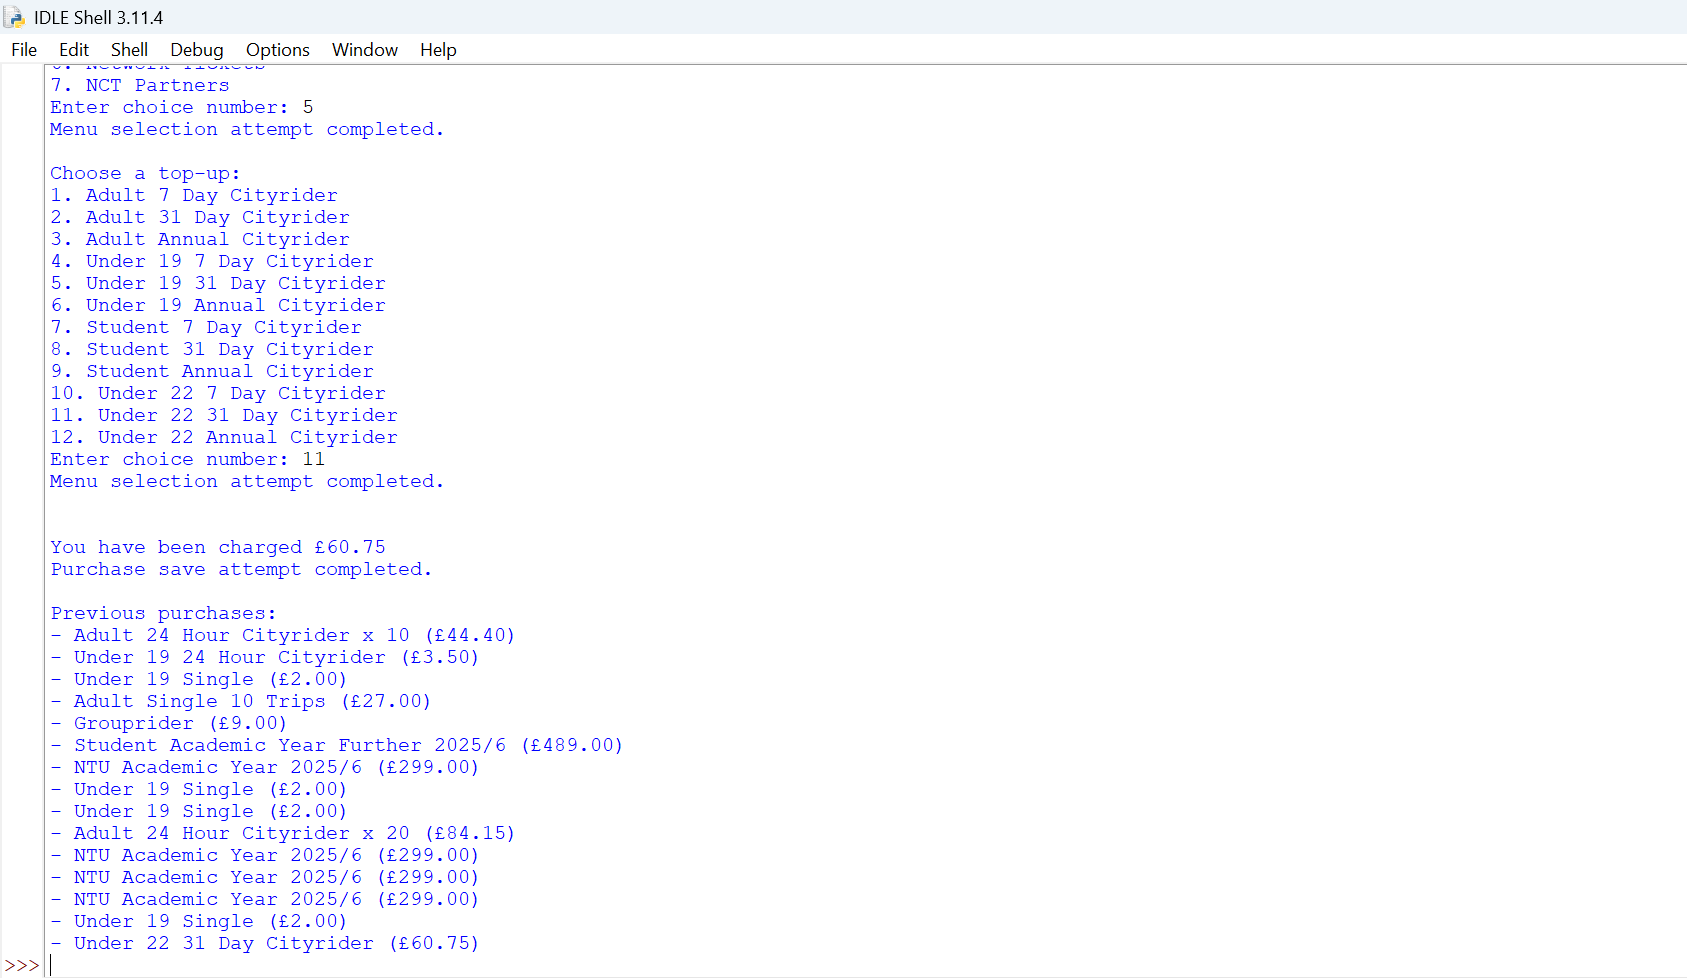 IDLE Shell 3.11.4
File Edit Shell Debug Options Window Help
6. Network Tickets
7. NCT Partners
Enter choice number: 5
Menu selection attempt completed.
Choose a top-up:
1. Adult 7 Day Cityrider
2. Adult 31 Day Cityrider
3. Adult Annual Cityrider
4. Under 19 7 Day Cityrider
5. Under 19 31 Day Cityrider
6. Under 19 Annual Cityrider
7. Student 7 Day Cityrider
8. Student 31 Day Cityrider
9. Student Annual Cityrider
10. Under 22 7 Day Cityrider
11. Under 22 31 Day Cityrider
12. Under 22 Annual Cityrider
Enter choice number: 11
Menu selection attempt completed.
You have been charged £60.75
Purchase save attempt completed.
Previous purchases:
- Adult 24 Hour Cityrider x 10 (£44.40)
- Under 19 24 Hour Cityrider (£3.50)
- Under 19 Single (£2.00)
- Adult Single 10 Trips (£27.00)
- Grouprider (£9.00)
- Student Academic Year Further 2025/6 (£489.00)
- NTU Academic Year 2025/6 (£299.00)
- Under 19 Single (£2.00)
- Under 19 Single (£2.00)
- Adult 24 Hour Cityrider x 20 (£84.15)
- NTU Academic Year 2025/6 (£299.00)
- NTU Academic Year 2025/6 (£299.00)
- NTU Academic Year 2025/6 (£299.00)
- Under 19 Single (£2.00)
- Under 22 31 Day Cityrider (£60.75)
>>>